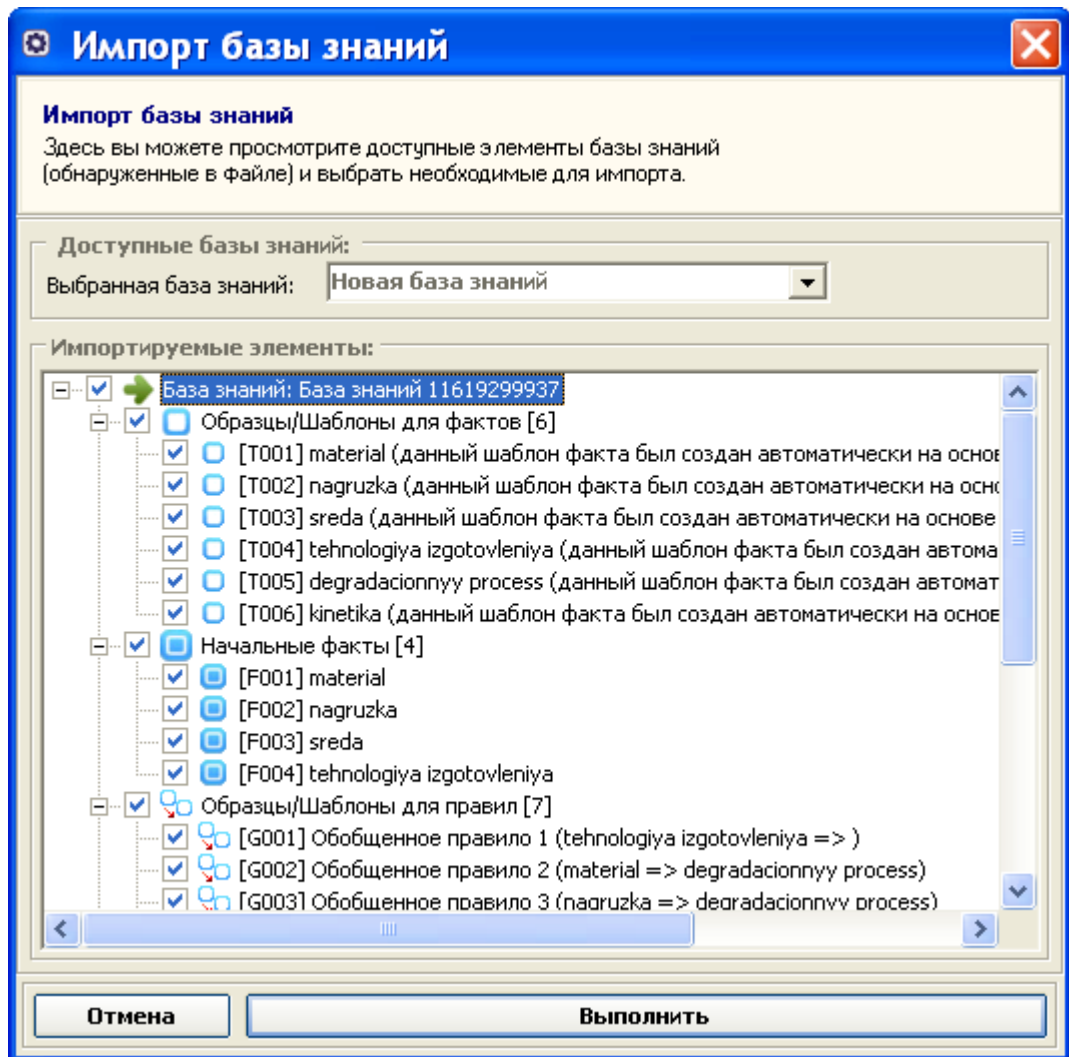 Импорт базы знаний
Импорт базы знаний
Здесь вы можете просмотрите доступные элементы базы знаний
(обнаруженные в файле) и выбрать необходимые для импорта.
Доступные базы знаний:
Выбранная база знаний: Новая база знаний
Импортируемые элементы:
База знаний: База знаний 11619299937
Образцы/Шаблоны для фактов [6]
[T001] material (данный шаблон факта был создан автоматически на основ
[T002] nagruzka (данный шаблон факта был создан автоматически на осно
[T003] sreda (данный шаблон факта был создан автоматически на основе
[T004] tehnologiya izgotovleniya (данный шаблон факта был создан автома
[T005] degradacionnyy process (данный шаблон факта был создан автомат
[T006] kinetika (данный шаблон факта был создан автоматически на основе
Начальные факты [4]
[F001] material
[F002] nagruzka
[F003] sreda
[F004] tehnologiya izgotovleniya
Образцы/Шаблоны для правил [7]
[G001] Обобщенное правило 1 (tehnologiya izgotovleniya => )
[G002] Обобщенное правило 2 (material => degradacionnyy process)
[G003] Обобщенное правило 3 (nagruzka => degradacionnyy process)
Отмена Выполнить